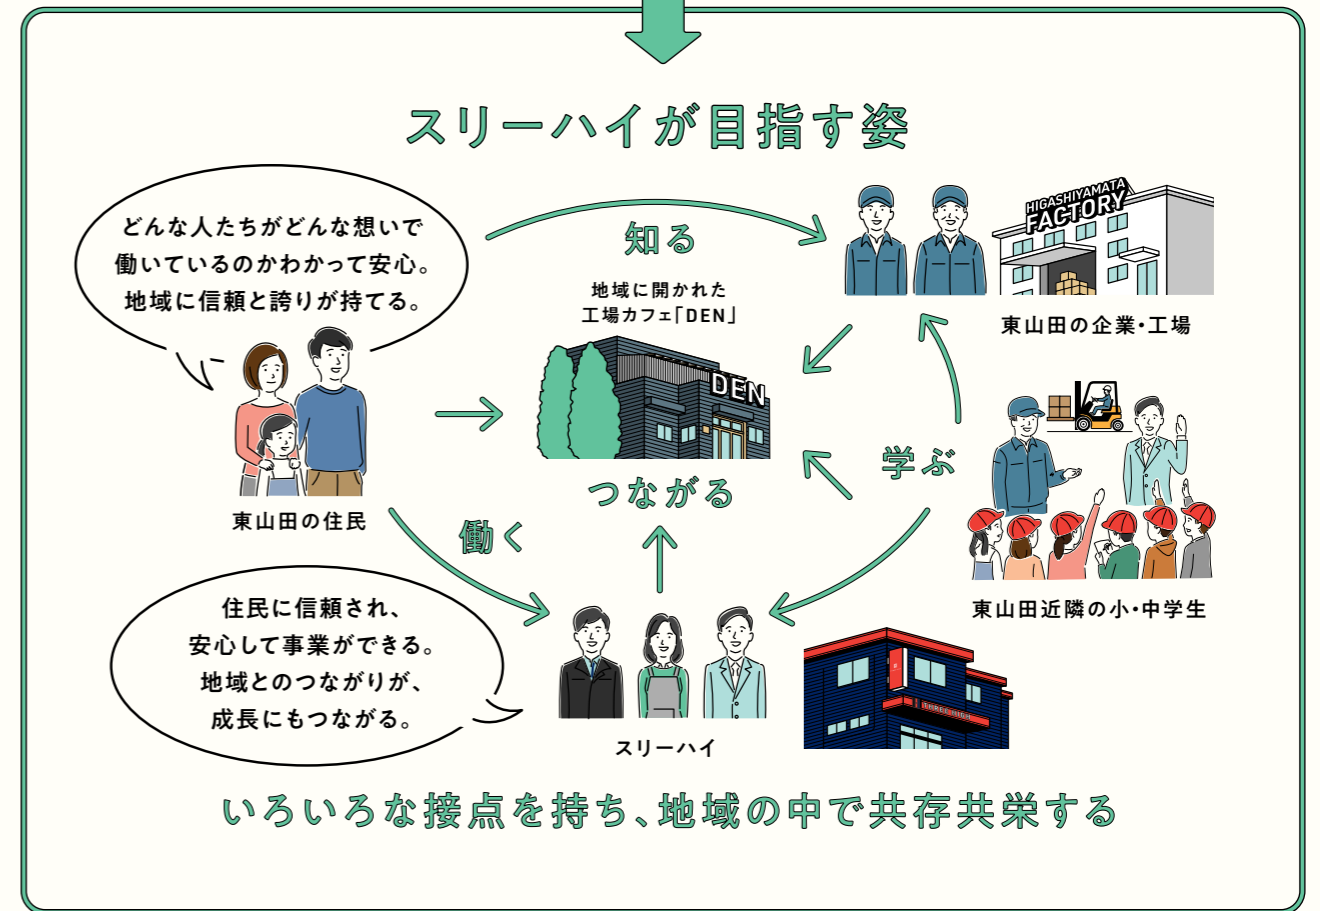 スリーハイが目指す姿
どんな人たちがどんな想いで
働いているのかわかって安心。
地域に信頼と誇りが持てる。
知る
HIGASHIYAMATA
FACTORY
東山田の企業・工場
地域に開かれた
工場カフェ「DEN」
DEN
つながる
東山田の住民
働く
学ぶ
東山田近隣の小・中学生
住民に信頼され、
安心して事業ができる。
地域とのつながりが、
成長にもつながる。
スリーハイ
THREE HIGH
いろいろな接点を持ち、地域の中で共存共栄する